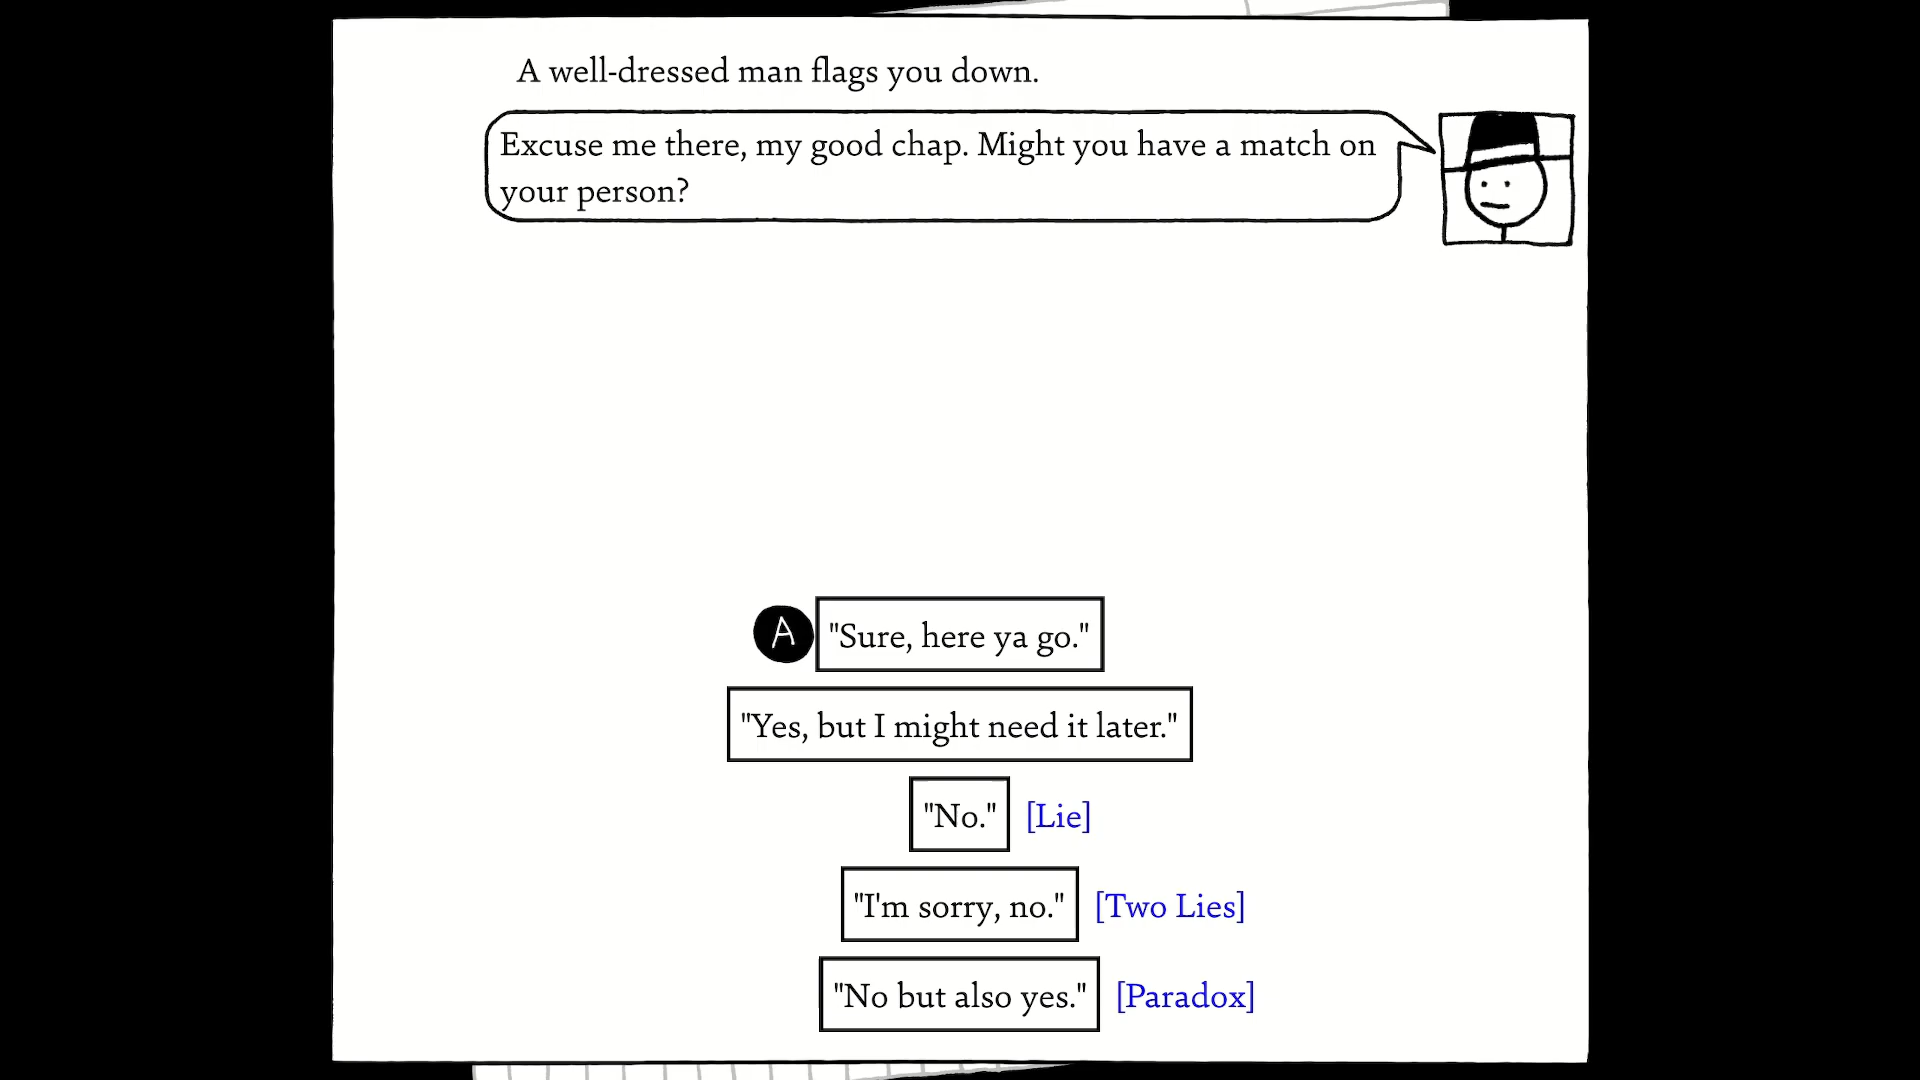 A well-dressed man flags you down.
Excuse me there, my good chap. Might you have a match on
your person?
A "Sure, here ya go."
"Yes, but I might need it later."
"No." [Lie]
"I'm sorry, no." [Two Lies]
"No but also yes." [Paradox]